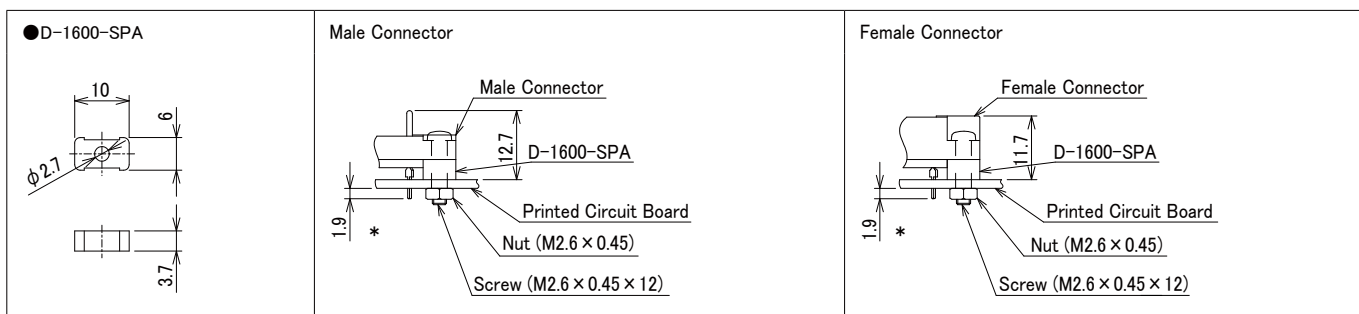 ●D-1600-SPA
10
6
φ2.7
3.7
Male Connector
Male Connector
12.7
D-1600-SPA
1.9
*
Printed Circuit Board
Nut (M2.6×0.45)
Screw (M2.6×0.45×12)
Female Connector
Female Connector
11.7
D-1600-SPA
1.9
*
Printed Circuit Board
Nut (M2.6×0.45)
Screw (M2.6×0.45×12)